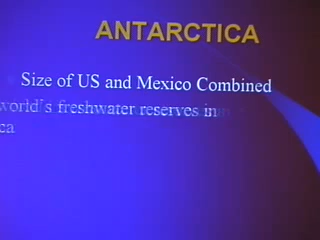 ANTARCTICA
Size of US and Mexico Combined
world's freshwater reserves in
ca